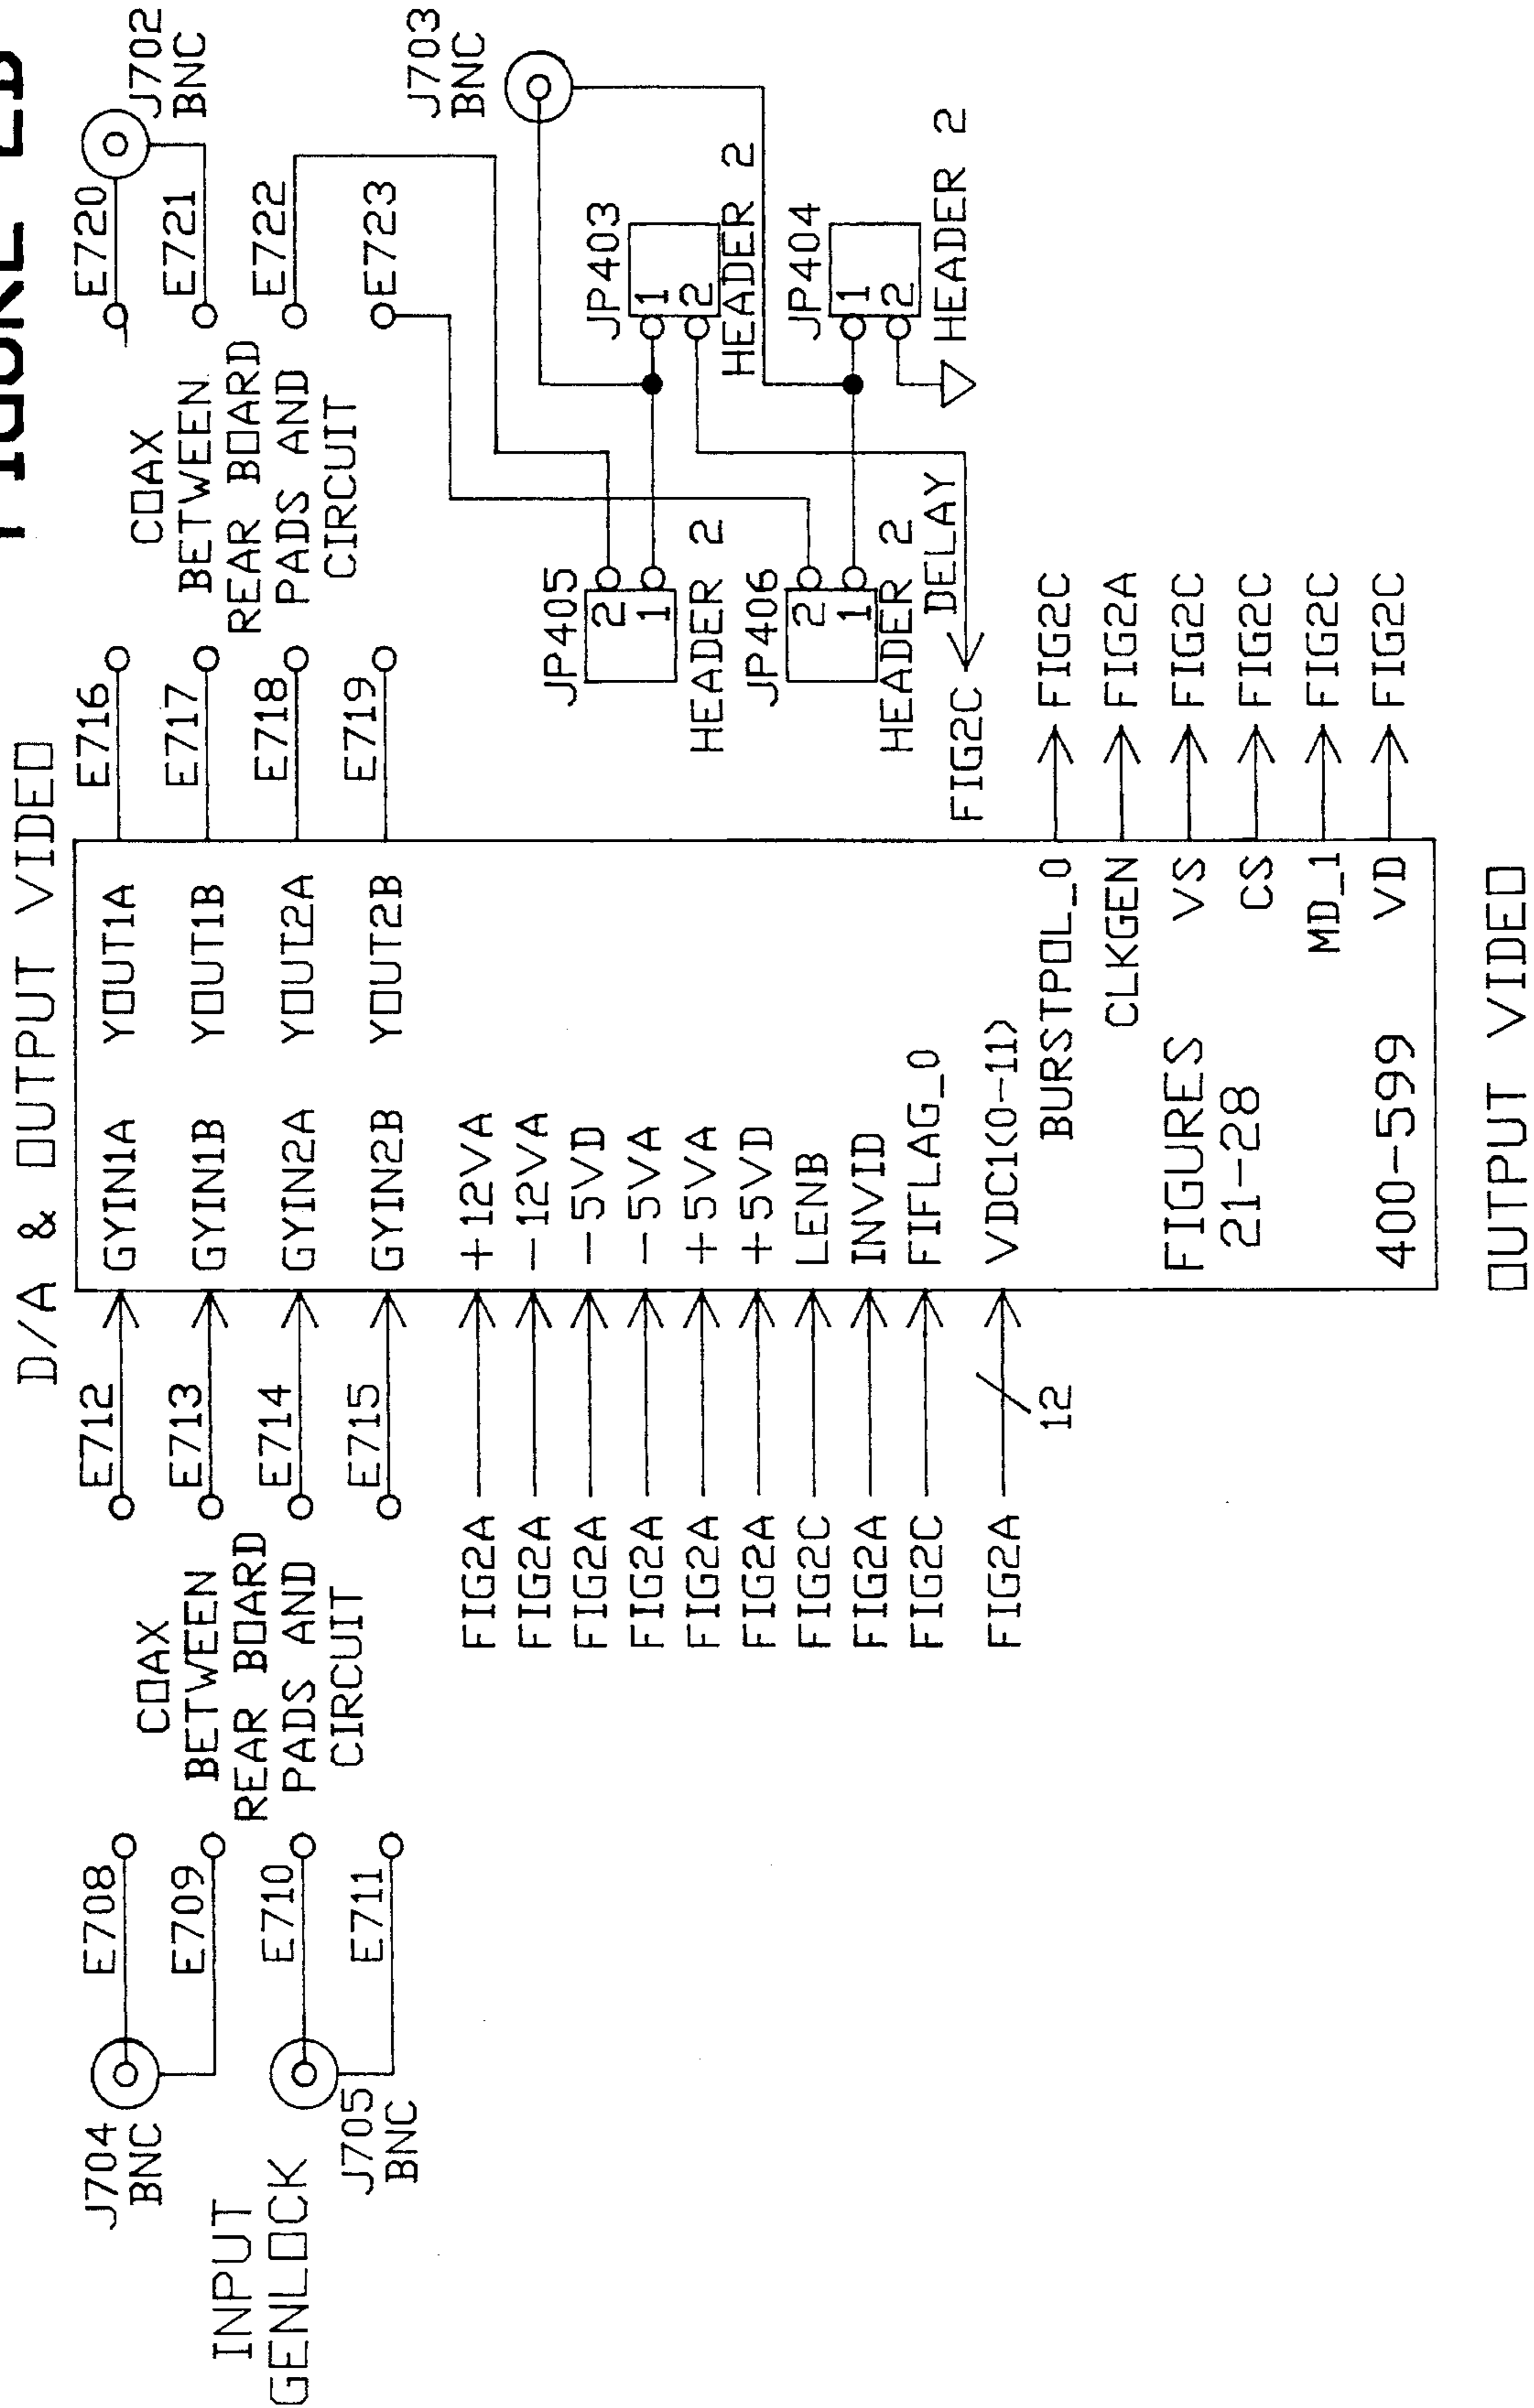 FIGURE 2B
D/A & OUTPUT VIDEO
INPUT
GENLOCK
J704
BNC
J705
BNC
E708
E709
E710
E711
COAX
BETWEEN
REAR BOARD
PADS AND
CIRCUIT
E712
E713
E714
E715
FIG2A
FIG2A
FIG2A
FIG2A
FIG2A
FIG2A
FIG2C
FIG2A
FIG2C
FIG2A
12
GYIN1A YOUT1A
GYIN1B YOUT1B
GYIN2A YOUT2A
GYIN2B YOUT2B
+12VA
-12VA
-5VD
-5VA
+5VA
+5VD
LENB
INVID
FIFLAG_0
VDC1(0-11)
BURSTPOL_0
CLKGEN
VS
CS
MD_1
VD
FIGURES
21-28
400-599
OUTPUT VIDEO
E716
E717
E718
E719
COAX
BETWEEN
REAR BOARD
PADS AND
CIRCUIT
E720
E721
E722
E723
J702
BNC
J703
BNC
JP405
2
1
HEADER 2
JP403
1
2
HEADER 2
JP406
2
1
HEADER 2
JP404
1
2
HEADER 2
FIG2C DELAY
FIG2C
FIG2A
FIG2C
FIG2C
FIG2C
FIG2C